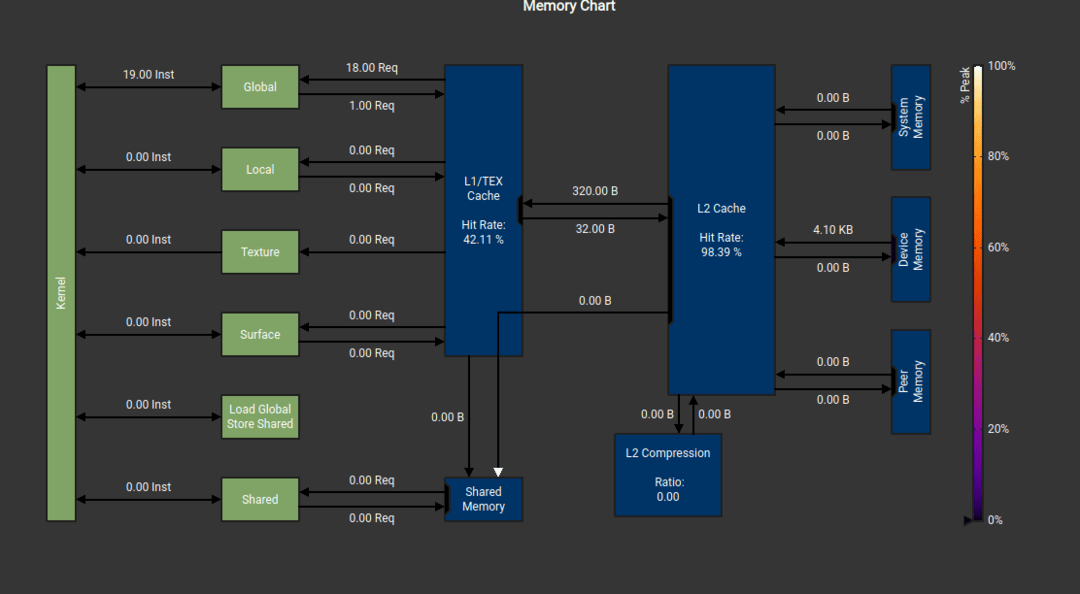 Memory Chart
Kernel
19.00 Inst
Global
18.00 Req
1.00 Req
0.00 Inst
Local
0.00 Req
0.00 Req
0.00 Inst
Texture
0.00 Req
0.00 Inst
Surface
0.00 Req
0.00 Req
0.00 Inst
Load Global
Store Shared
0.00 Inst
Shared
0.00 Req
0.00 Req
L1/TEX
Cache
Hit Rate:
42.11 %
0.00 B
Shared
Memory
320.00 B
32.00 B
0.00 B
L2 Cache
Hit Rate:
98.39 %
0.00 B
0.00 B
L2 Compression
Ratio:
0.00
0.00 B
0.00 B
System
Memory
4.10 KB
0.00 B
Device
Memory
0.00 B
0.00 B
Peer
Memory
% Peak
100%
80%
60%
40%
20%
0%